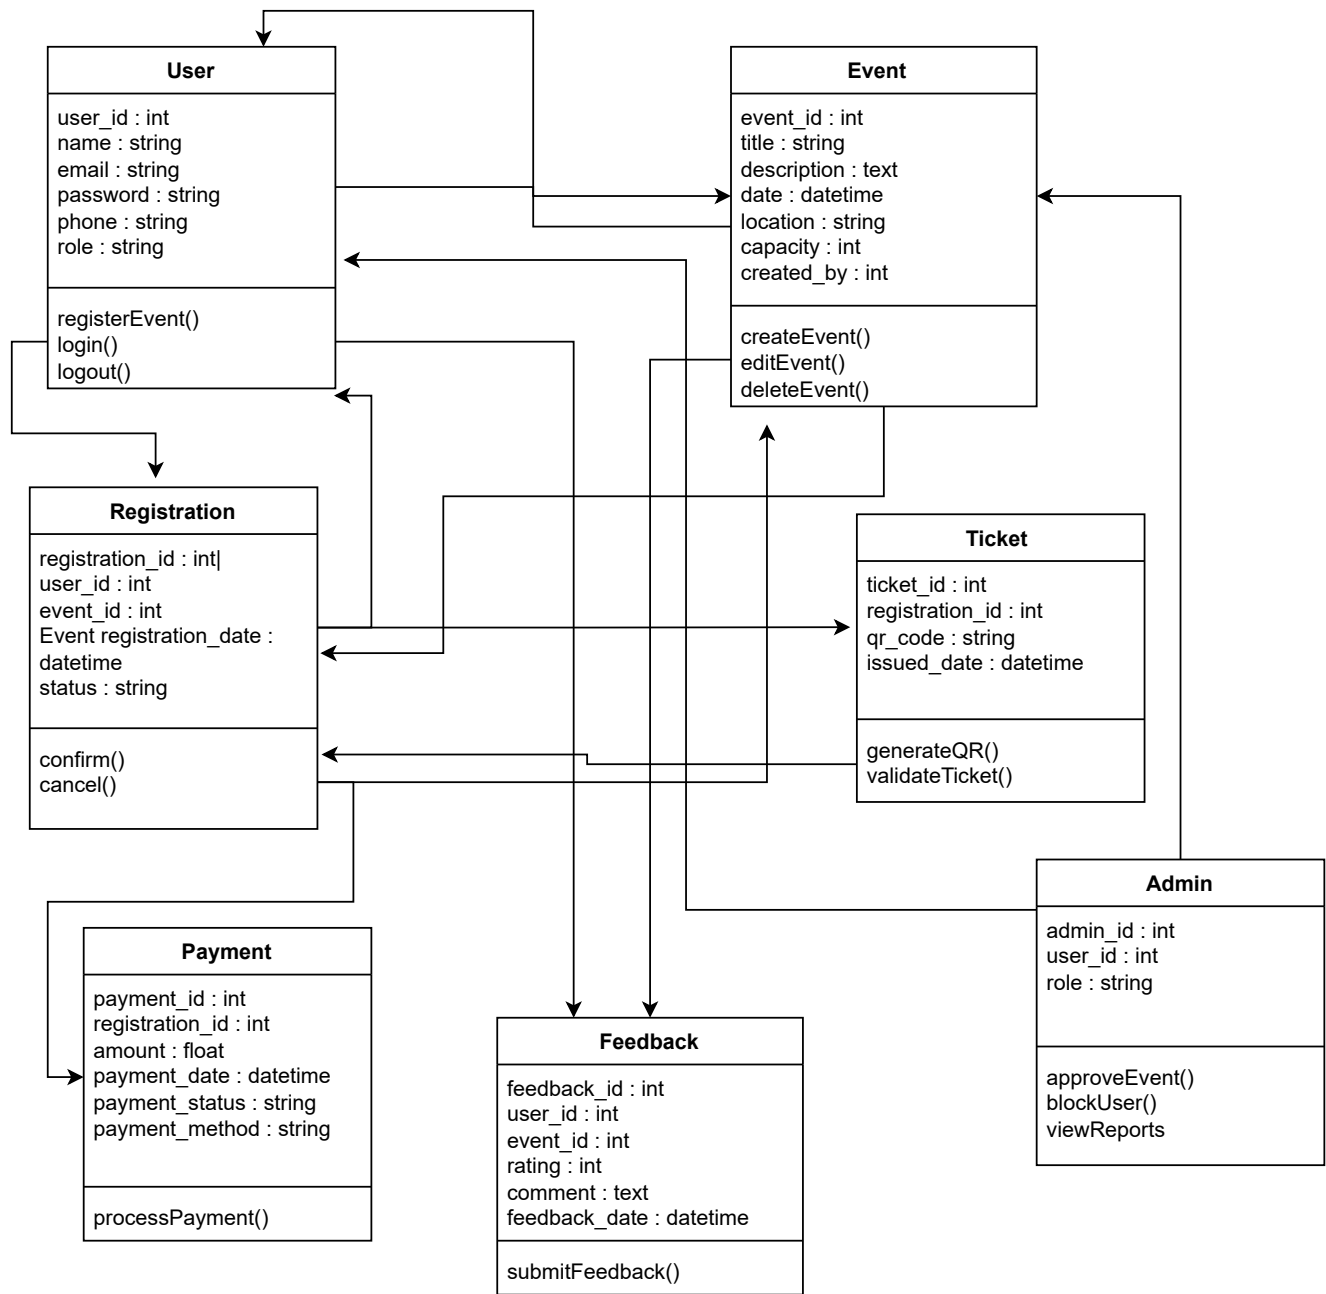 User
user_id : int
name : string
email : string
password : string
phone : string
role : string
registerEvent()
login()
logout()
Event
event_id : int
title : string
description : text
date : datetime
location : string
capacity : int
created_by : int
createEvent()
editEvent()
deleteEvent()
Registration
registration_id : int|
user_id : int
event_id : int
Event registration_date :
datetime
status : string
confirm()
cancel()
Ticket
ticket_id : int
registration_id : int
qr_code : string
issued_date : datetime
generateQR()
validateTicket()
Payment
payment_id : int
registration_id : int
amount : float
payment_date : datetime
payment_status : string
payment_method : string
processPayment()
Feedback
feedback_id : int
user_id : int
event_id : int
rating : int
comment : text
feedback_date : datetime
submitFeedback()
Admin
admin_id : int
user_id : int
role : string
approveEvent()
blockUser()
viewReports